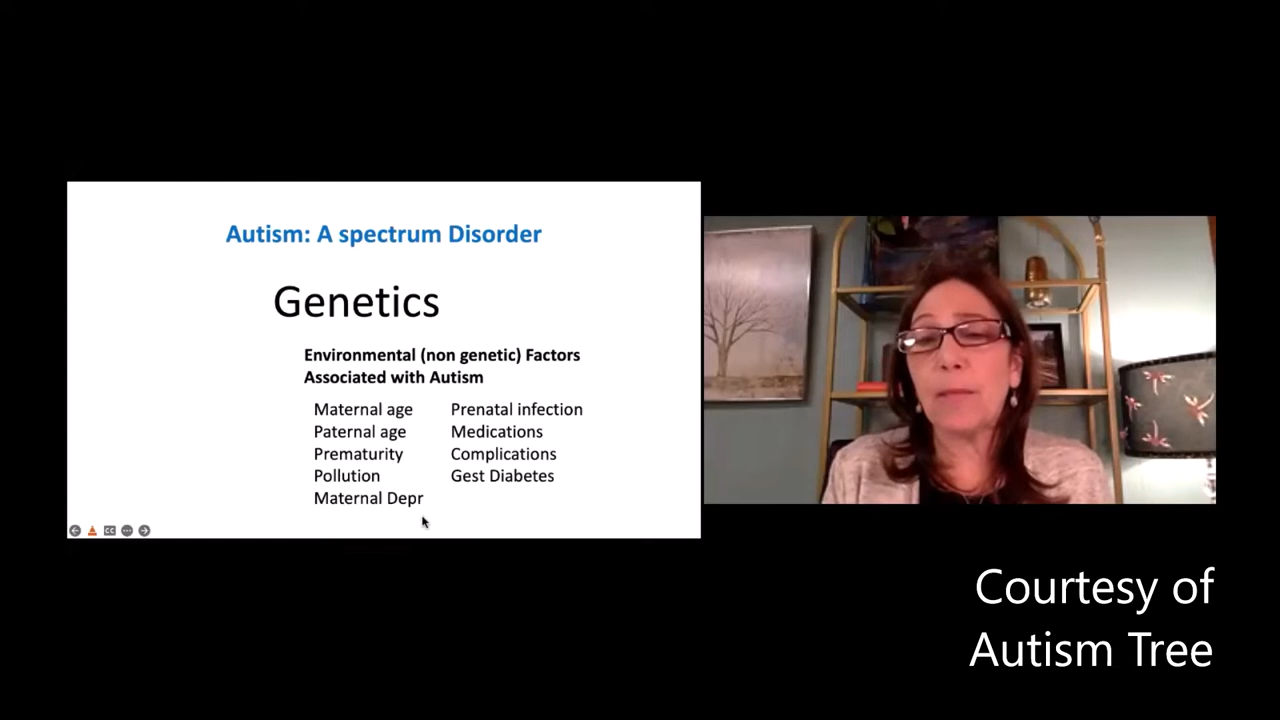 Autism: A spectrum Disorder
Genetics
Environmental (non genetic) Factors
Associated with Autism
Maternal age
Paternal age
Prematurity
Pollution
Maternal Depr
Prenatal infection
Medications
Complications
Gest Diabetes
CC
Courtesy of
Autism Tree